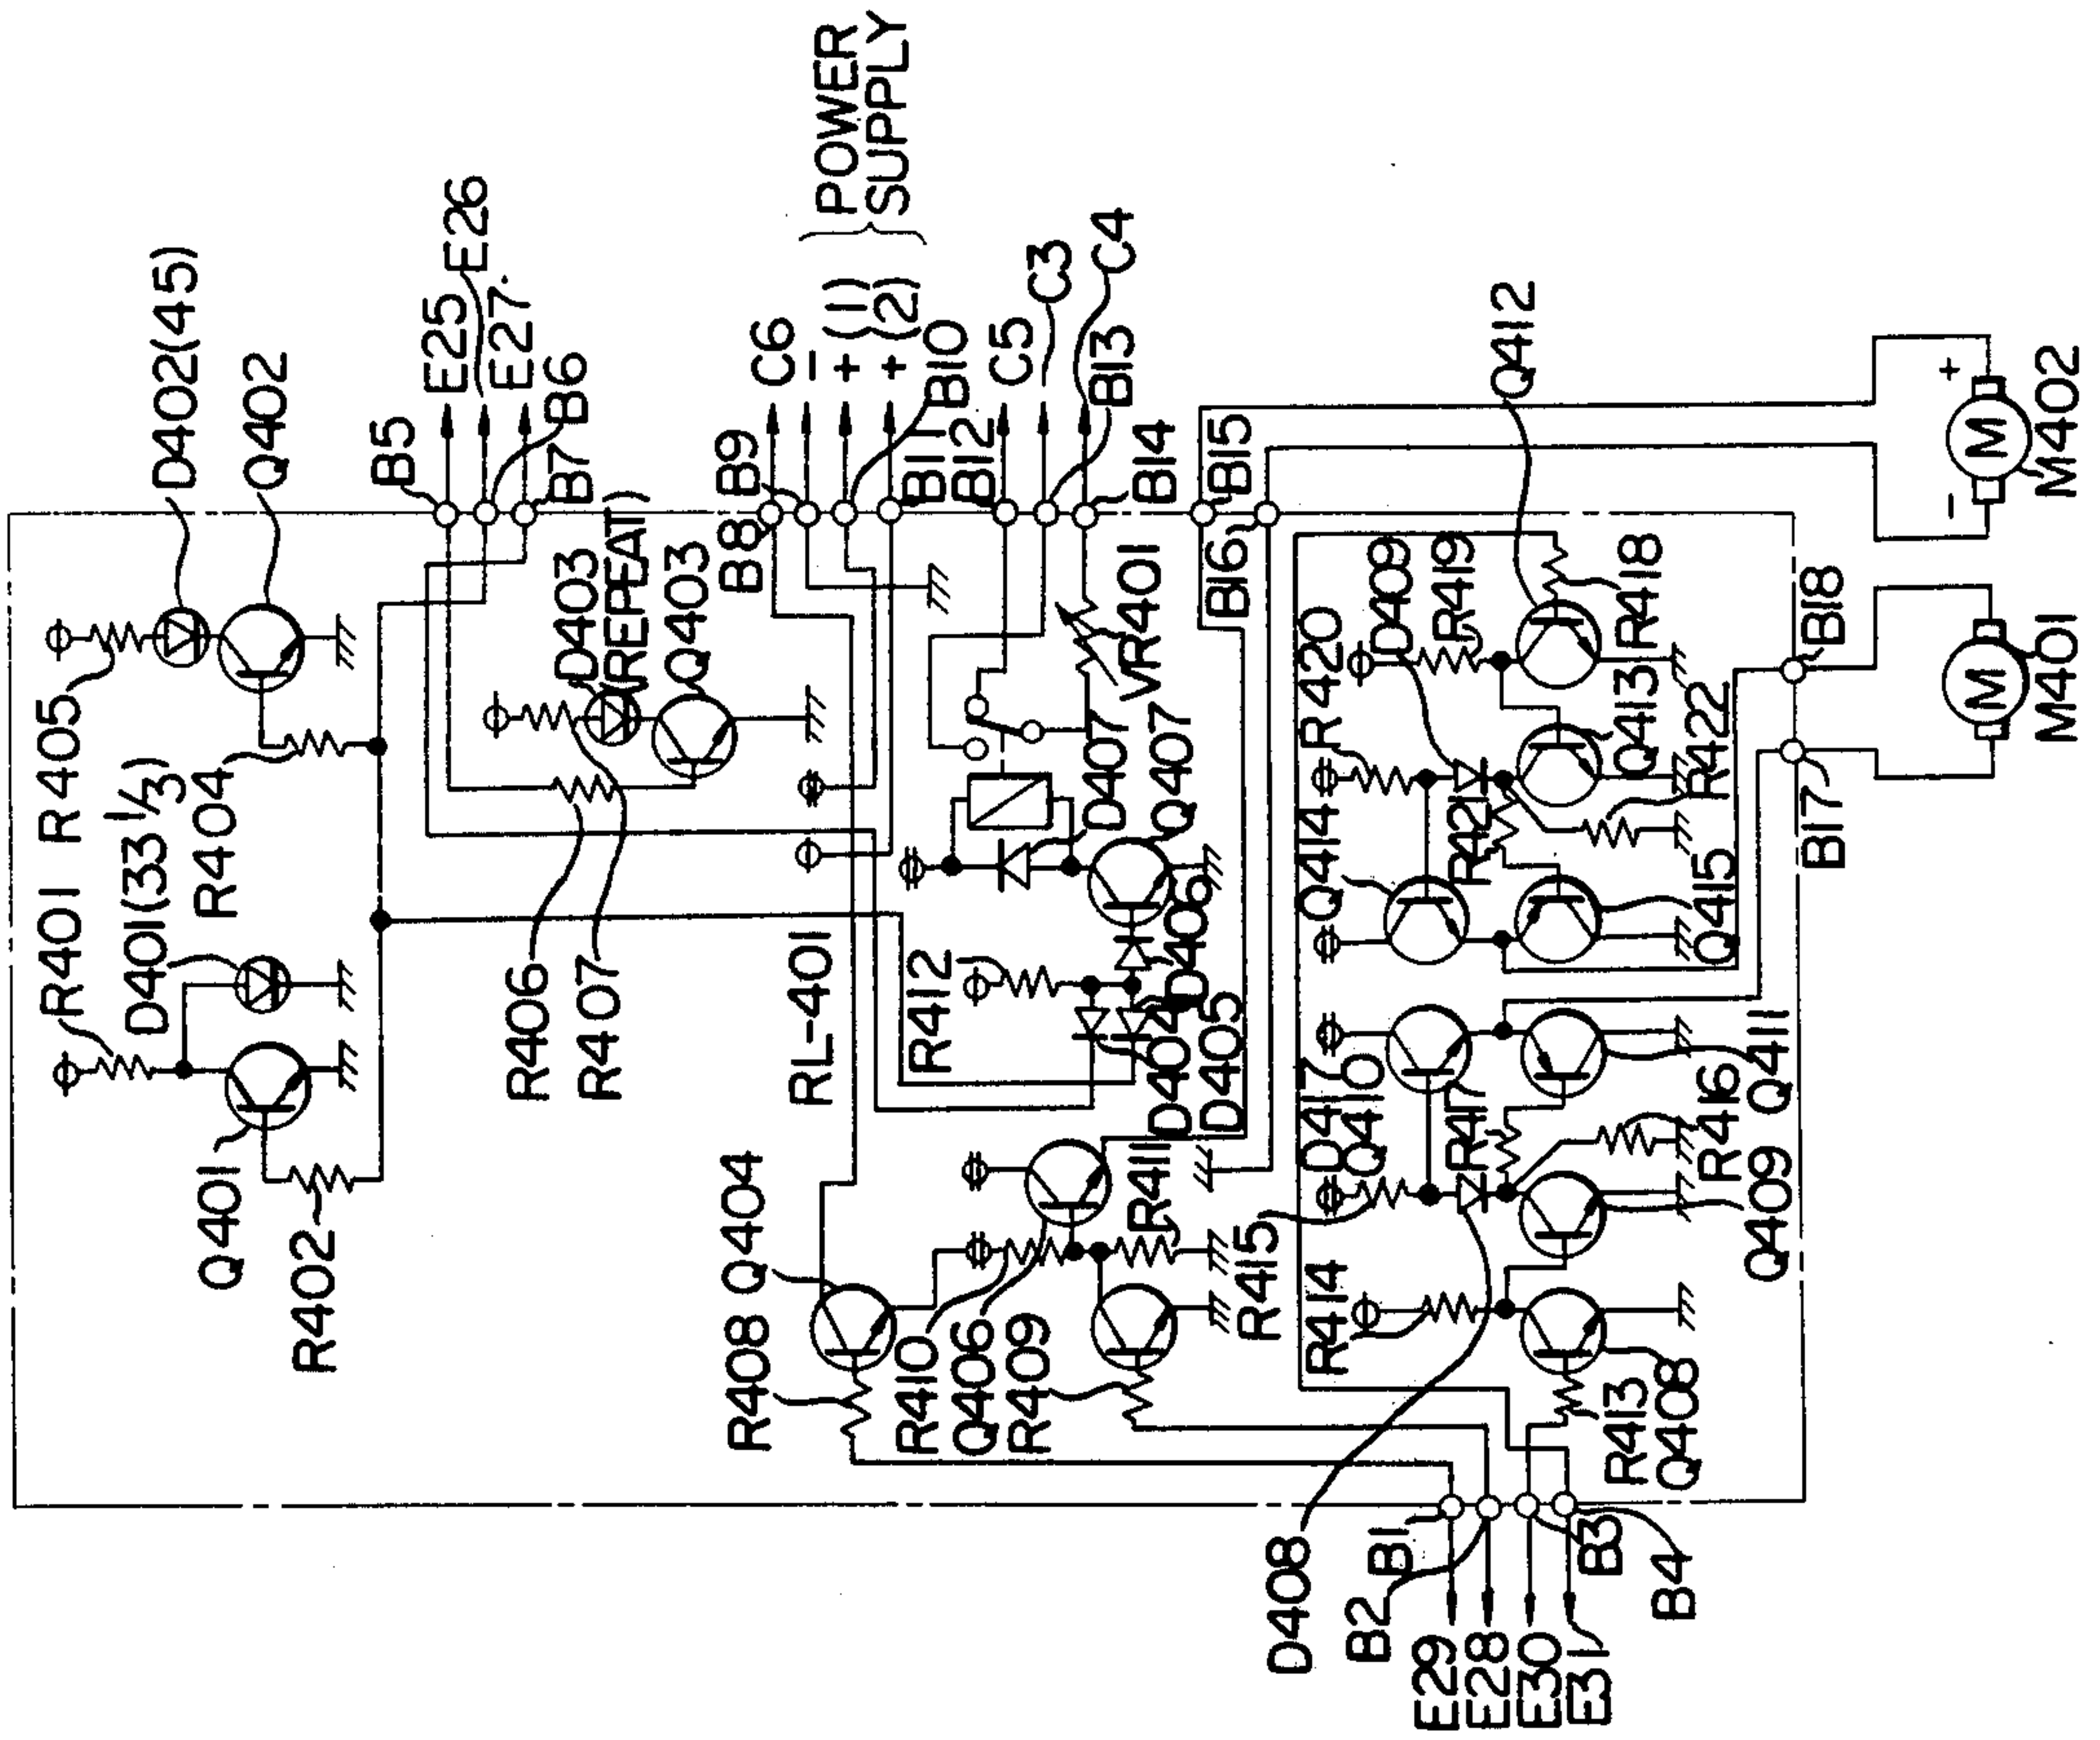 R401 R405
D401(33 1/3)
D402(45)
Q401
R402
R404
Q402
B5
E25
E26
E27
B6
B7
R406
R407
D403
(REPEAT)
Q403
B8
B9
C6
−
+ (1)
+ (2)
POWER
SUPPLY
B10
B11
B12
C5
C3
C4
B13
B14
B15
B16
RL-401
R412
VR401
D407
Q407
D406
D404
D405
R408
Q404
R410
Q406
R409
R411
R415
R414
D417
Q410
R417
R416
Q409
Q411
R413
Q408
Q414
R420
D409
R419
R421
Q413
R422
Q415
R418
Q412
B17
B18
M
M401
+
−
M
M402
D408
B2
B1
E29
E28
E30
E31
B3
B4